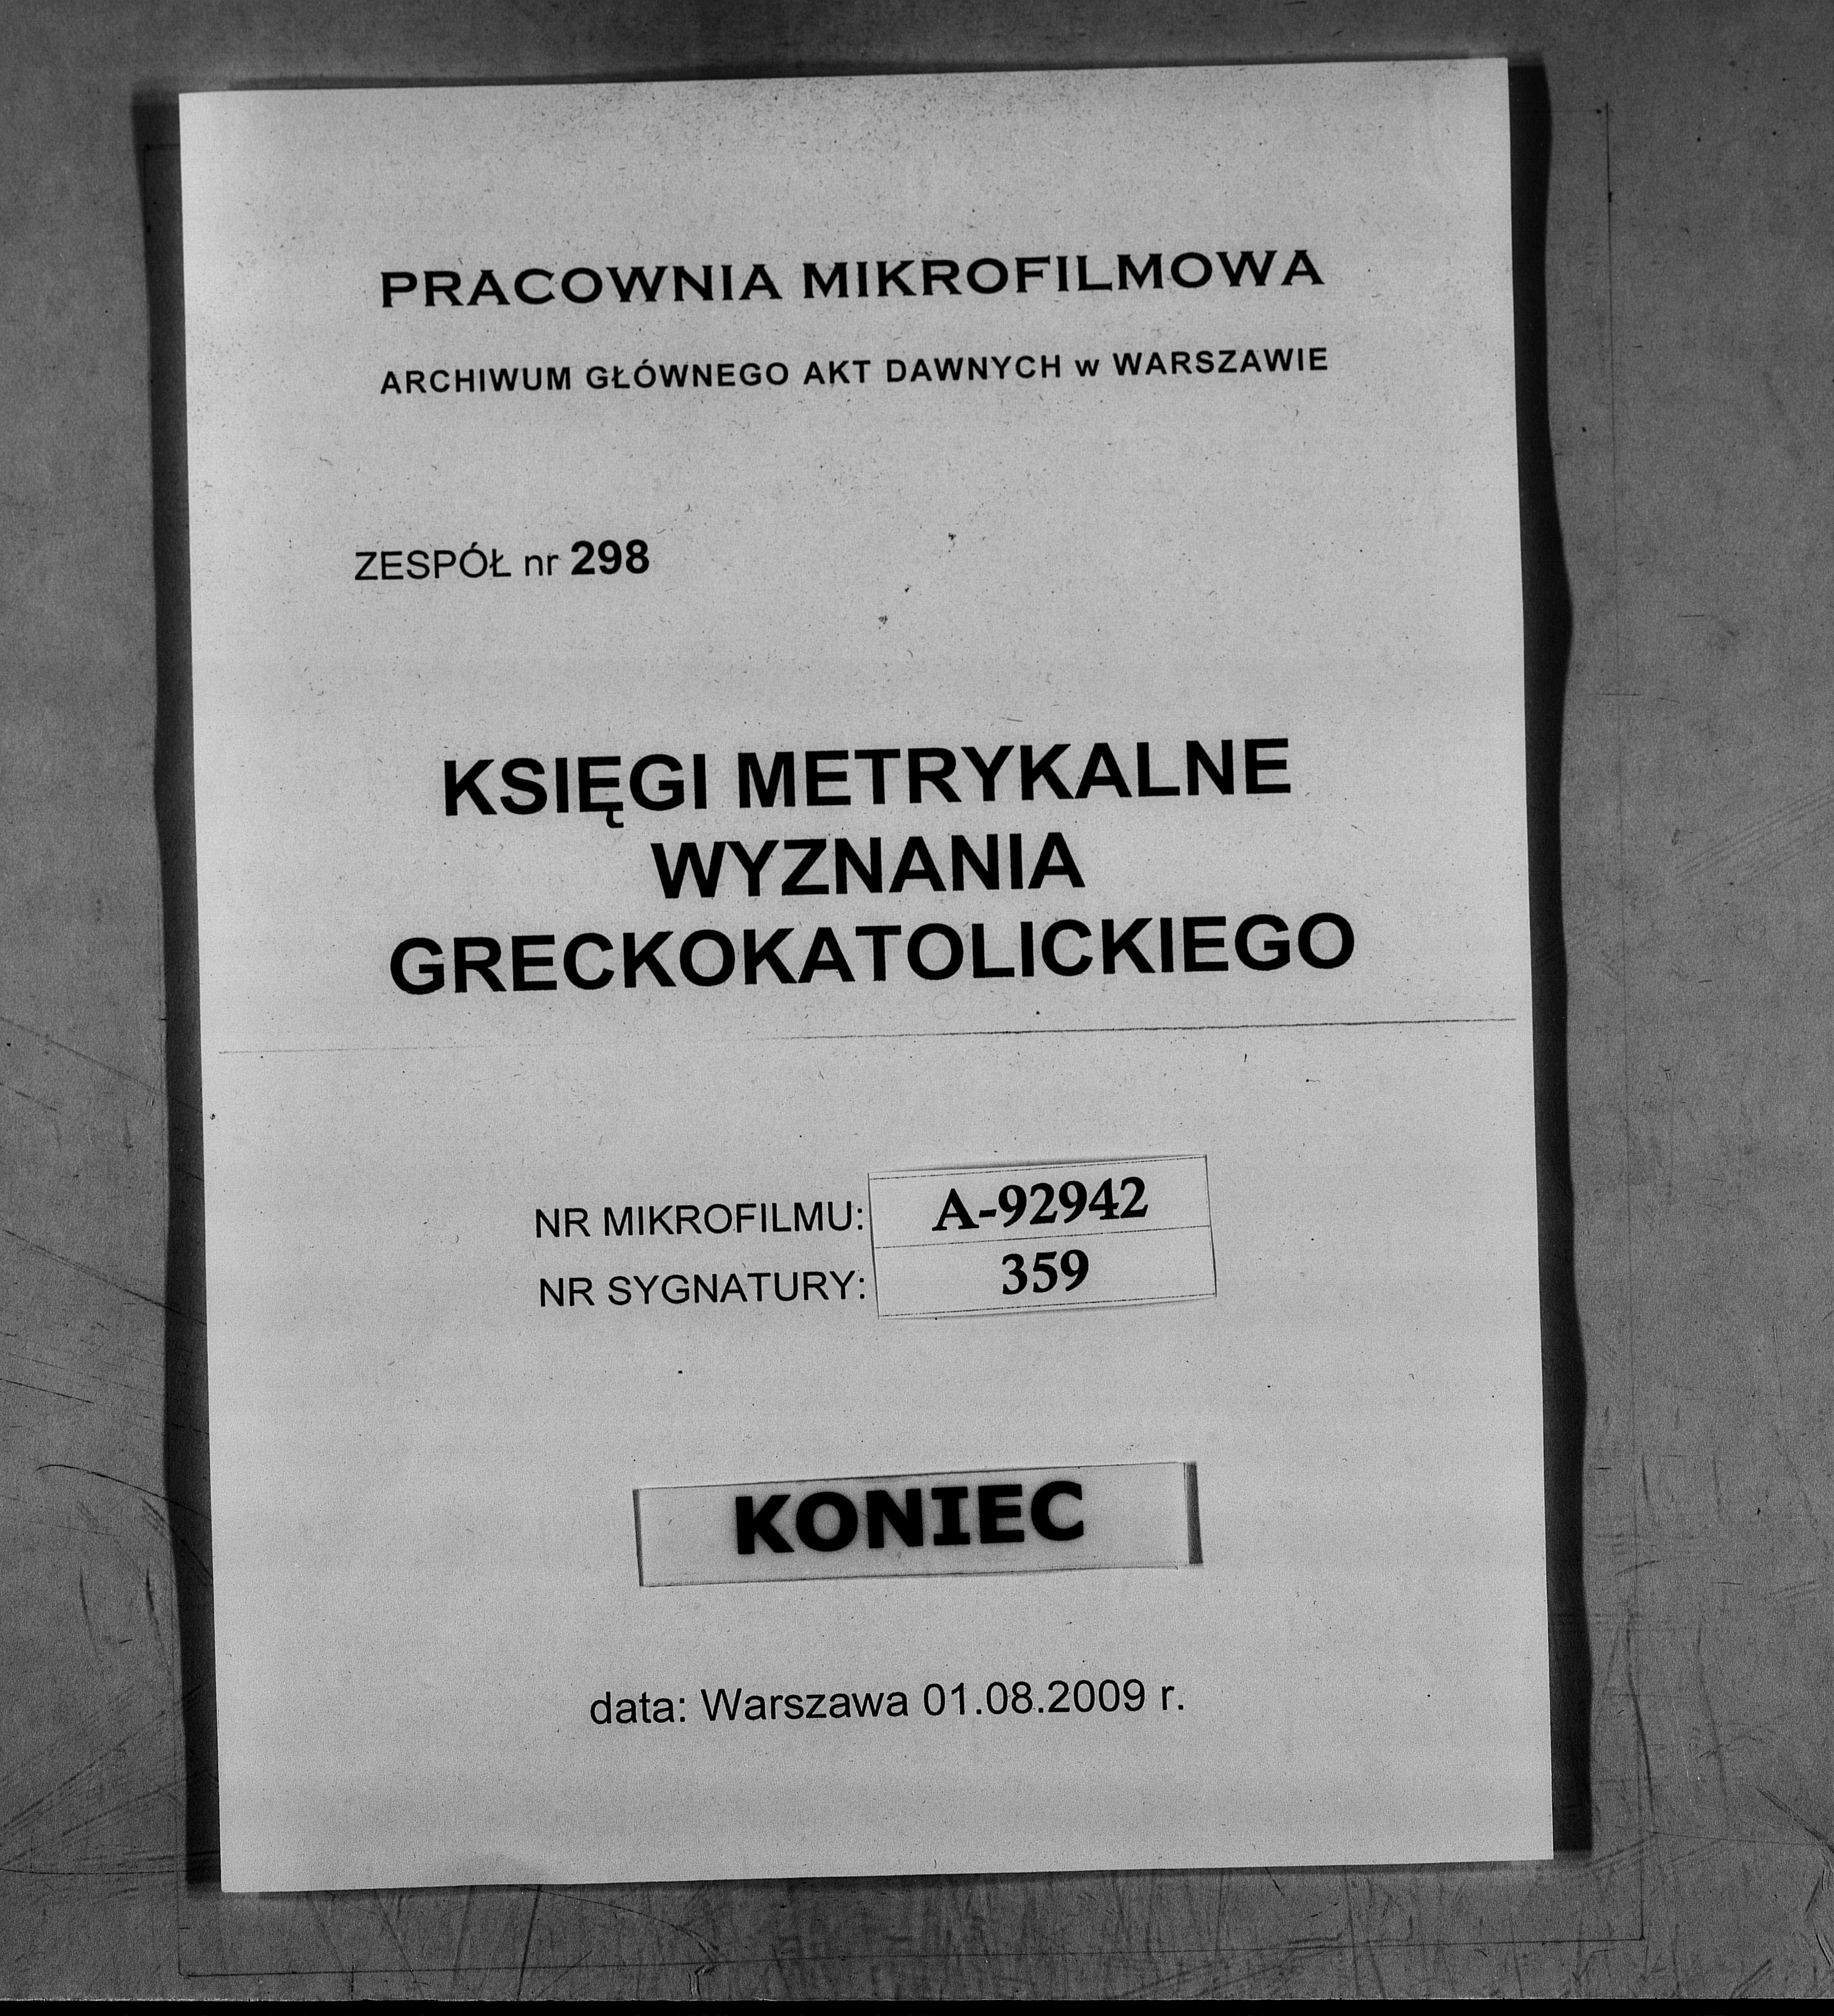 PRACOWNIA MIKROFILMOWA
ARCHIWUM GŁÓWNEGO AKT DAWNYCH w WARSZAWIE
ZESPÓŁ nr 298
KSIĘGI METRYKALNE
WYZNANIA
GRECKOKATOLICKIEGO
NR MIKROFILMU: A-92942
NR SYGNATURY: 359
KONIEC
data: Warszawa 01.08.2009 r.